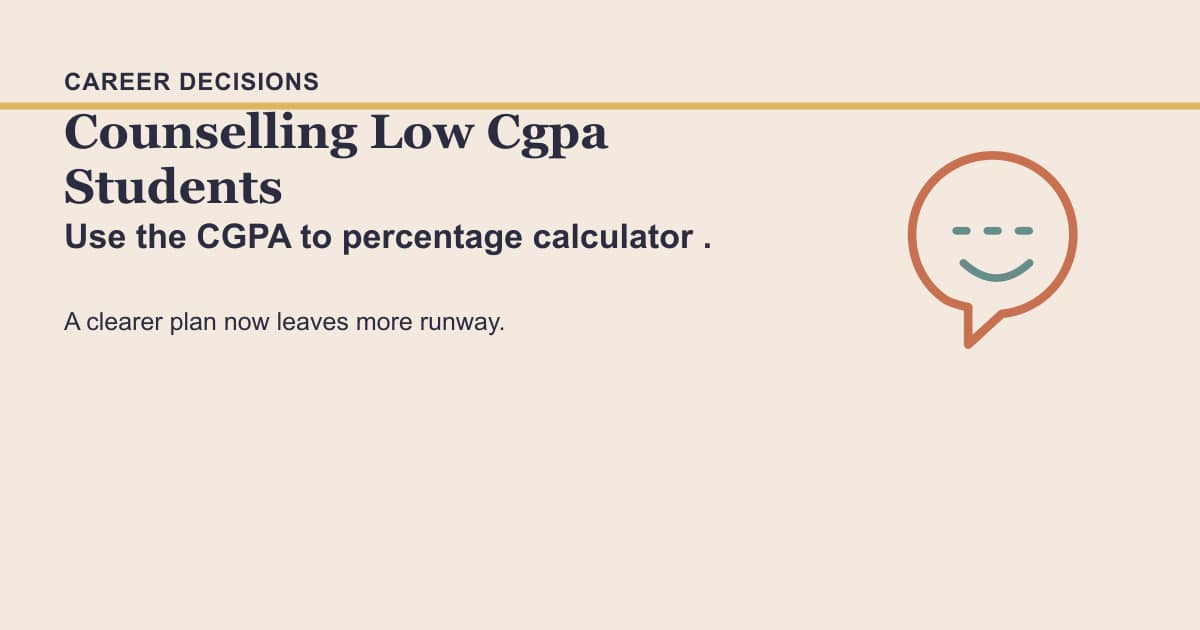 CAREER DECISIONS
Counselling Low Cgpa
Students
Use the CGPA to percentage calculator .
A clearer plan now leaves more runway.